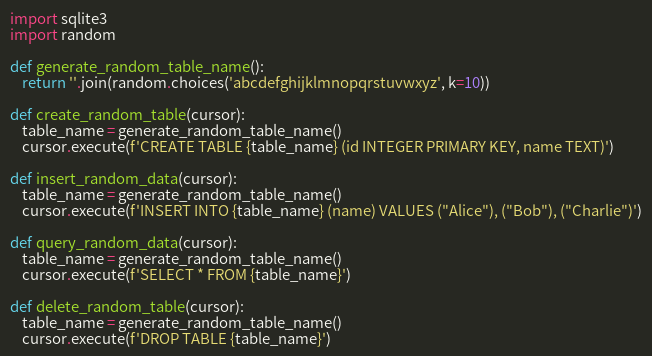 import sqlite3
import random

def generate_random_table_name():
    return ''.join(random.choices('abcdefghijklmnopqrstuvwxyz', k=10))

def create_random_table(cursor):
    table_name = generate_random_table_name()
    cursor.execute(f'CREATE TABLE {table_name} (id INTEGER PRIMARY KEY, name TEXT)')

def insert_random_data(cursor):
    table_name = generate_random_table_name()
    cursor.execute(f'INSERT INTO {table_name} (name) VALUES ("Alice"), ("Bob"), ("Charlie")')

def query_random_data(cursor):
    table_name = generate_random_table_name()
    cursor.execute(f'SELECT * FROM {table_name}')

def delete_random_table(cursor):
    table_name = generate_random_table_name()
    cursor.execute(f'DROP TABLE {table_name}')